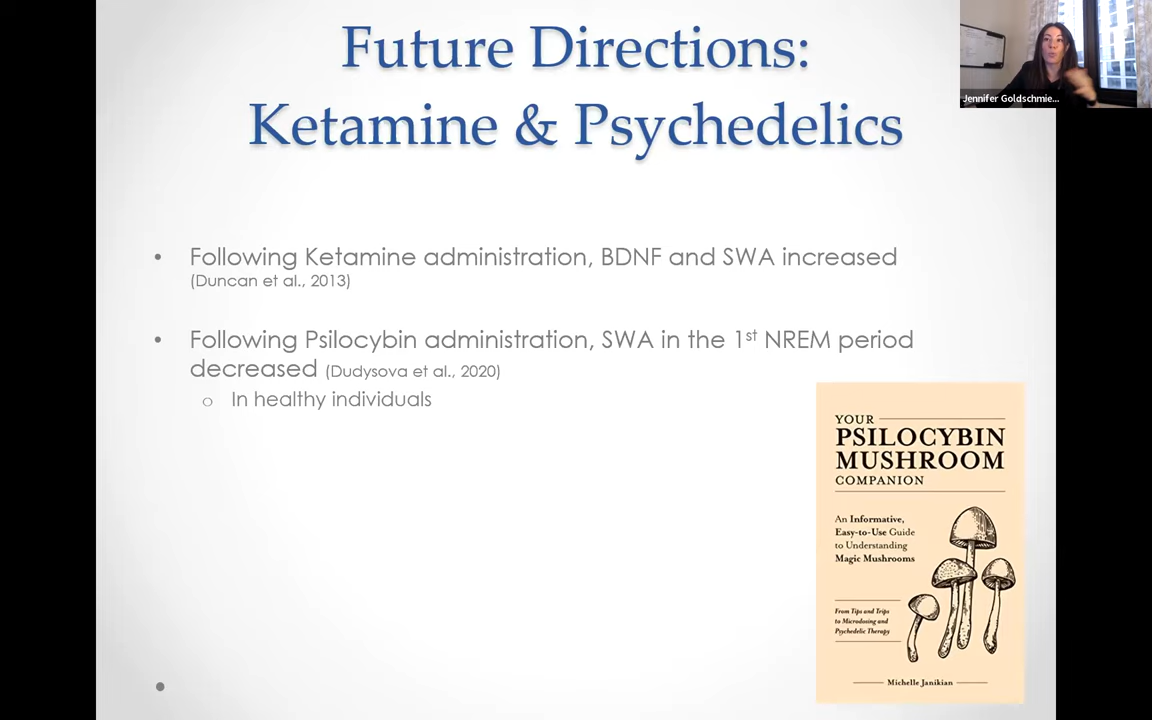 Future Directions:
Ketamine & Psychedelics
Jennifer Goldschmie...
• Following Ketamine administration, BDNF and SWA increased
(Duncan et al., 2013)
• Following Psilocybin administration, SWA in the 1st NREM period
decreased (Dudysova et al., 2020)
o In healthy individuals
YOUR
PSILOCYBIN
MUSHROOM
COMPANION
An Informative,
Easy-to-Use Guide
to Understanding
Magic Mushrooms
From Tips and Trips
to Microdosing and
Psychedelic Therapy
Michelle Janikian
•